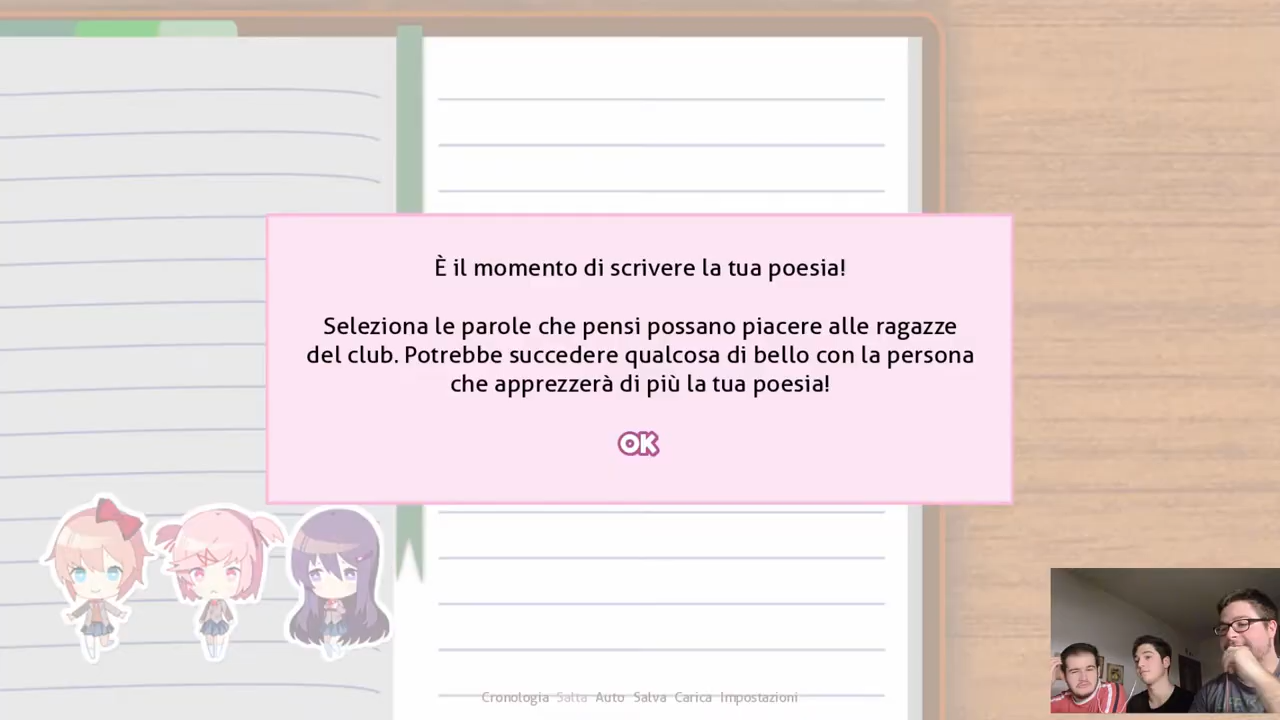 È il momento di scrivere la tua poesia!
Seleziona le parole che pensi possano piacere alle ragazze
del club. Potrebbe succedere qualcosa di bello con la persona
che apprezzerà di più la tua poesia!
OK
Cronologia Salta Auto Salva Carica Impostazioni